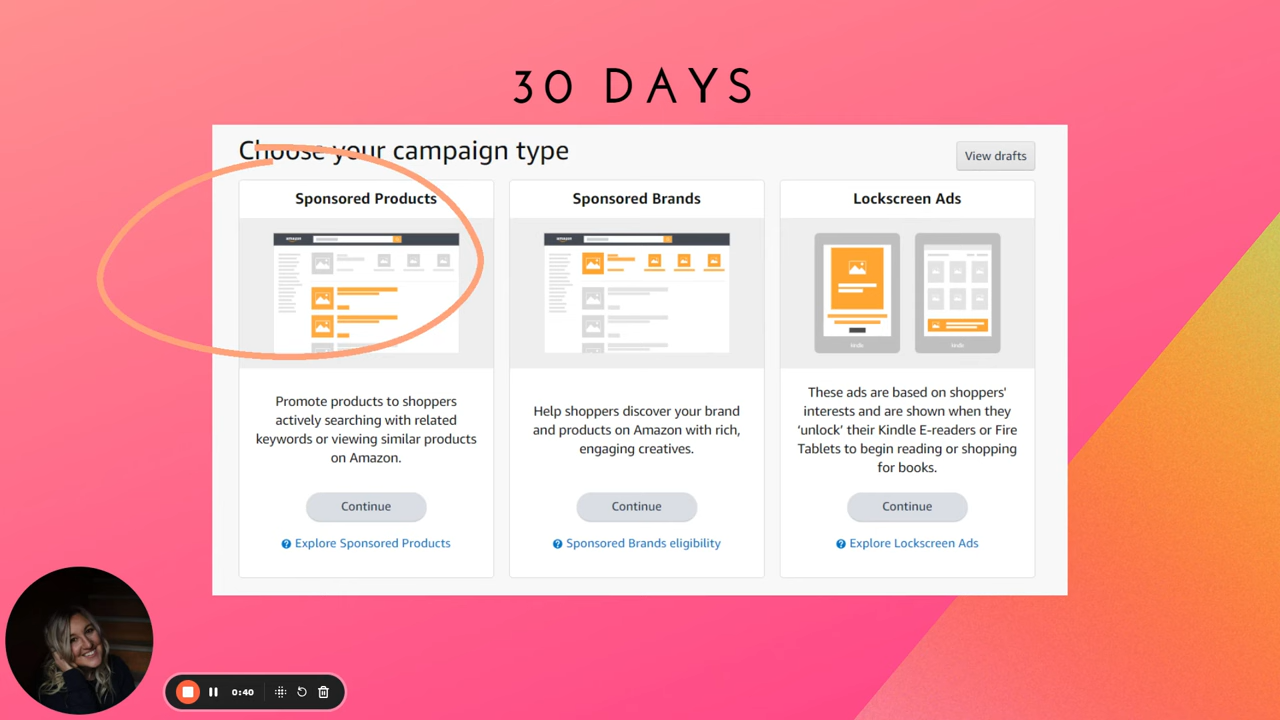 30 DAYS
Choose your campaign type
View drafts
Sponsored Products
amazon
Promote products to shoppers
actively searching with related
keywords or viewing similar products
on Amazon.
Continue
Explore Sponsored Products
Sponsored Brands
amazon
Help shoppers discover your brand
and products on Amazon with rich,
engaging creatives.
Continue
Sponsored Brands eligibility
Lockscreen Ads
kindle
kindle
These ads are based on shoppers'
interests and are shown when they
‘unlock’ their Kindle E-readers or Fire
Tablets to begin reading or shopping
for books.
Continue
Explore Lockscreen Ads
0:40